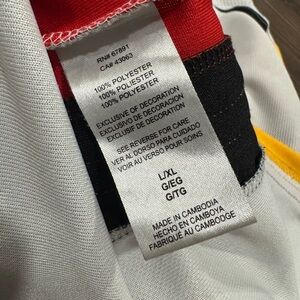 RN# 67891
CA# 43063
100% POLYESTER
100% POLIESTER
100% POLYESTER
EXCLUSIVE OF DECORATION
EXCLUSIVO DE DECORACIÓN
EXCLUSIF DE DÉCORATION
SEE REVERSE FOR CARE
VER AL DORSO PARA CUIDADO
VOIR AU VERSO POUR SOINS
L/XL
G/EG
G/TG
MADE IN CAMBODIA
HECHO EN CAMBOYA
FABRIQUÉ AU CAMBODGE